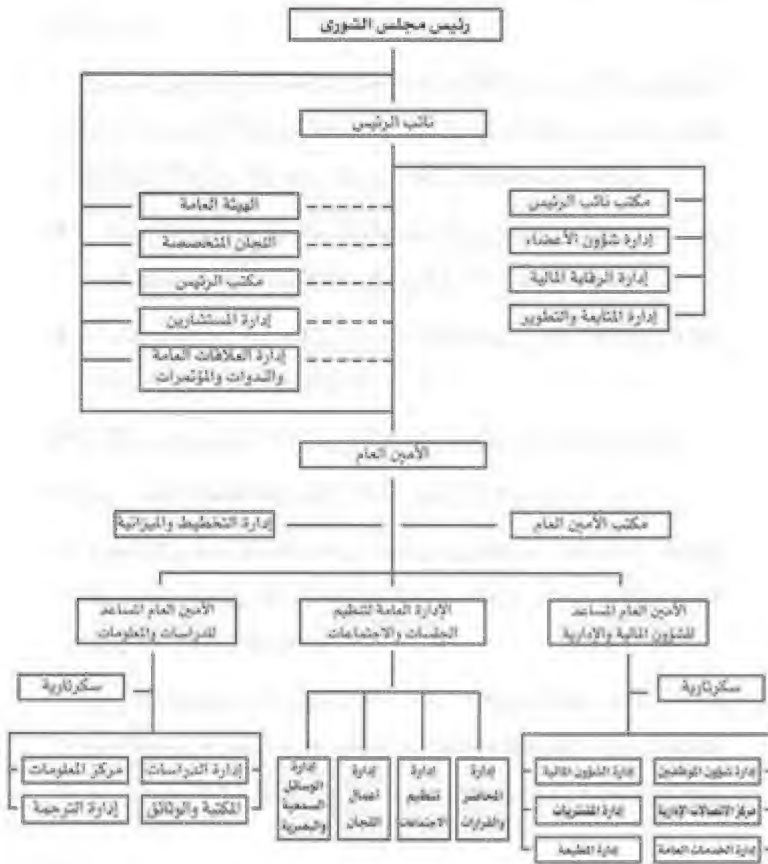 رئيس مجلس الشورى
نائب الرئيس
مكتب نائب الرئيس
إدارة شؤون الأعضاء
إدارة الرقابة المالية
إدارة المتابعة والتطوير
الهيئة العامة
اللجان المتخصصة
مكتب الرئيس
إدارة المستشارين
إدارة العلاقات العامة
والندوات والمؤتمرات
الأمين العام
مكتب الأمين العام
إدارة التخطيط والميزانية
الأمين العام المساعد
للشؤون المالية والإدارية
الإدارة العامة لتنظيم
الجلسات والاجتماعات
الأمين العام المساعد
للدراسات والمعلومات
سكرتارية
سكرتارية
إدارة شؤون الموظفين
إدارة الشؤون المالية
مركز الاتصالات الإدارية
إدارة المشتريات
إدارة الخدمات العامة
إدارة المطبعة
إدارة
المحاضر
والقرارات
إدارة
تنظيم
الاجتماعات
إدارة
أعمال
اللجان
إدارة
الوسائل
السمعية
والبصرية
إدارة الدراسات
مركز المعلومات
المكتبة والوثائق
إدارة الترجمة